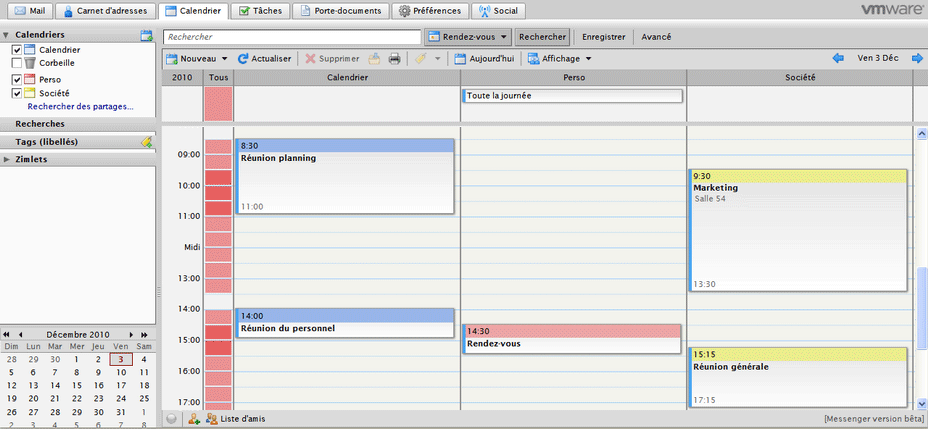 Mail Carnet d'adresses Calendrier Tâches Porte-documents Préférences Social vmware
Calendriers
Calendrier
Corbeille
Perso
Société
Rechercher des partages...
Recherches
Tags (libellés)
Zimlets
Rechercher Rendez-vous Rechercher Enregistrer Avancé
Nouveau Actualiser Supprimer Aujourd'hui Affichage Ven 3 Déc
2010 Tous Calendrier Perso Société
Toute la journée
09:00
10:00
11:00
Midi
13:00
14:00
15:00
16:00
17:00
8:30
Réunion planning
11:00
14:00
Réunion du personnel
14:30
Rendez-vous
9:30
Marketing
Salle 54
13:30
15:15
Réunion générale
17:15
Décembre 2010
Dim Lun Mar Mer Jeu Ven Sam
28 29 30 1 2 3 4
5 6 7 8 9 10 11
12 13 14 15 16 17 18
19 20 21 22 23 24 25
26 27 28 29 30 31 1
2 3 4 5 6 7 8
Liste d'amis [Messenger version bêta]